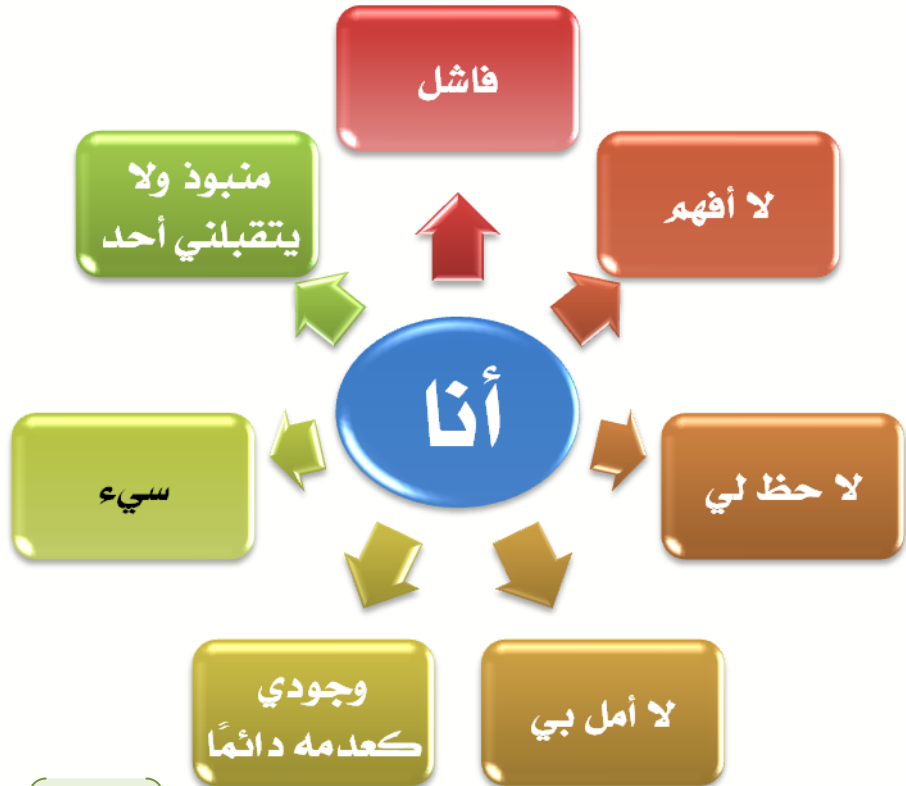 فاشل
لا أفهم
لا حظ لي
لا أمل بي
وجودي
كعدمه دائمًا
سيء
منبوذ ولا
يتقبلني أحد
أنا